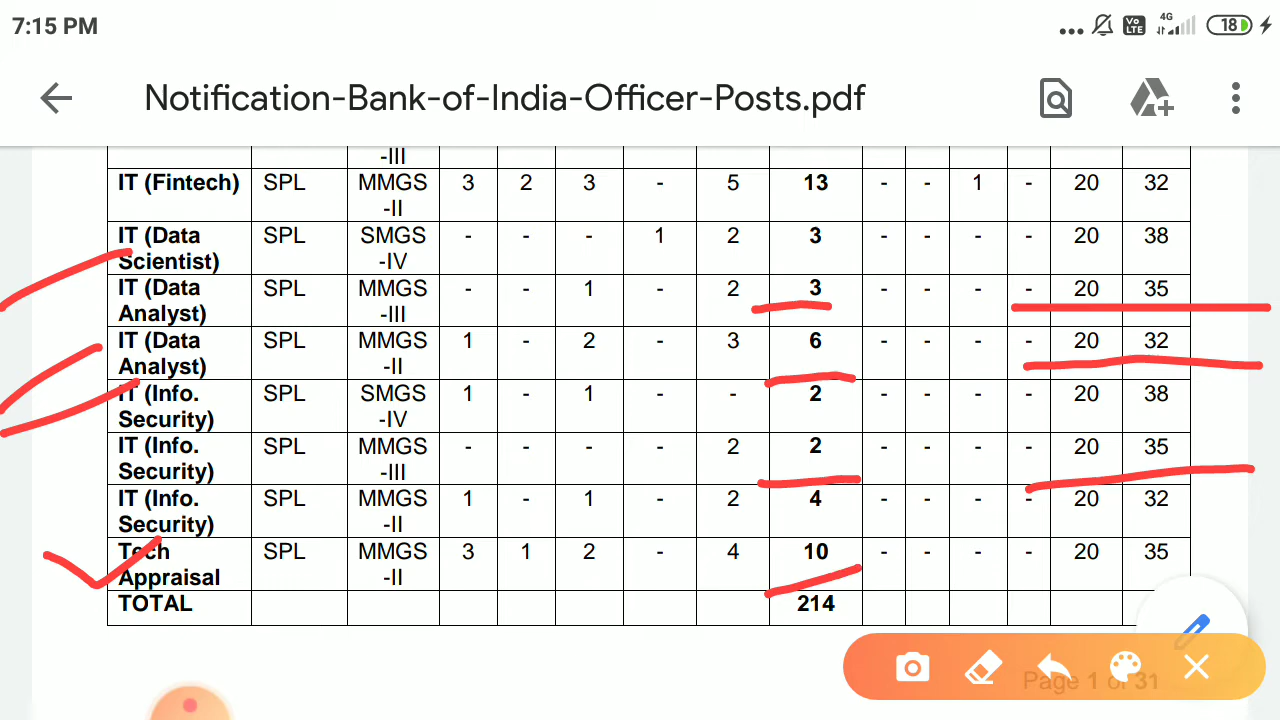 7:15 PM
4G
Vo LTE
18
Notification-Bank-of-India-Officer-Posts.pdf
-III
IT (Fintech) SPL MMGS 3 2 3 - 5 13 - - 1 - 20 32
-II
IT (Data SPL SMGS - - - 1 2 3 - - - - 20 38
Scientist) -IV
IT (Data SPL MMGS - - 1 2 3 - - - - 20 35
Analyst) -III
IT (Data SPL MMGS 1 - 2 - 3 6 - - - - 20 32
Analyst) -II
IT (Info. SPL SMGS 1 - 1 - - 2 - - - - 20 38
Security) -IV
IT (Info. SPL MMGS - - - - 2 2 - - - - 20 35
Security) -III
IT (Info. SPL MMGS 1 - 1 - 2 4 - - - - 20 32
Security) -II
Tech SPL MMGS 3 1 2 - 4 10 - - - - 20 35
Appraisal -II
TOTAL 214
Page 1 of 31